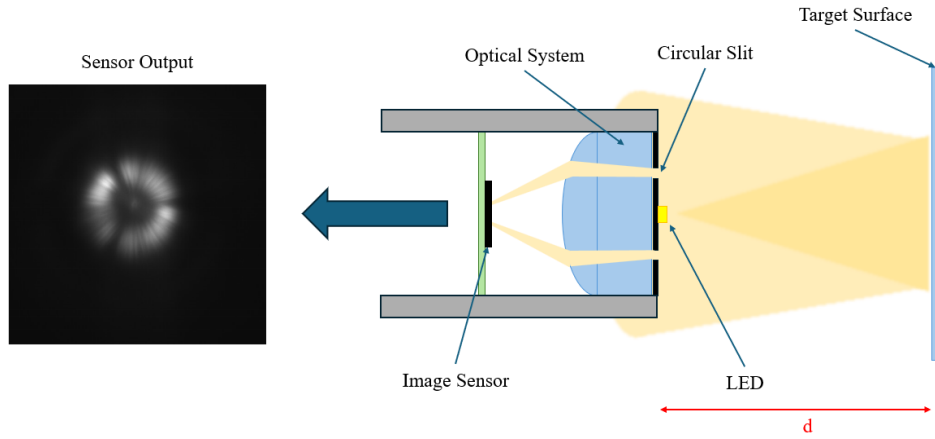 Target Surface
Optical System
Circular Slit
Sensor Output
Image Sensor
LED
d